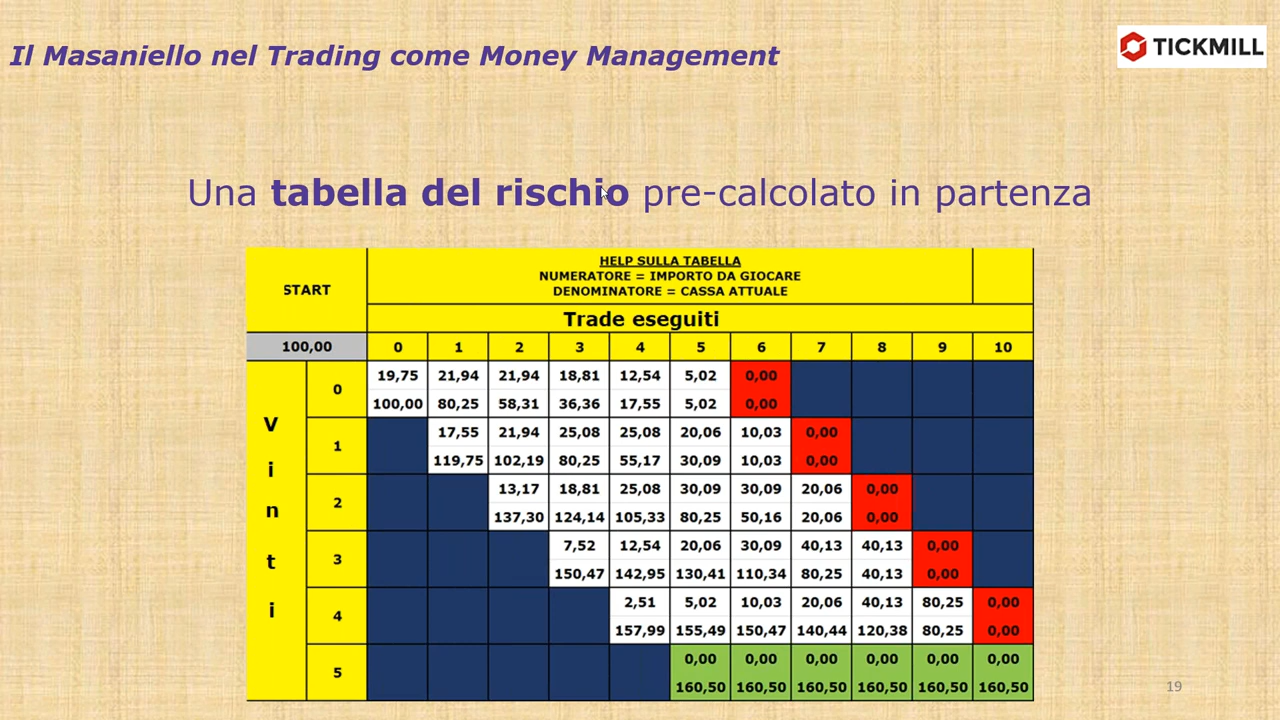 Il Masaniello nel Trading come Money Management
TICKMILL
Una tabella del rischio pre-calcolato in partenza
START
HELP SULLA TABELLA
NUMERATORE = IMPORTO DA GIOCARE
DENOMINATORE = CASSA ATTUALE
Trade eseguiti
100,00 0 1 2 3 4 5 6 7 8 9 10
Vinti
0
19,75 21,94 21,94 18,81 12,54 5,02 0,00
100,00 80,25 58,31 36,36 17,55 5,02 0,00
1
17,55 21,94 25,08 25,08 20,06 10,03 0,00
119,75 102,19 80,25 55,17 30,09 10,03 0,00
2
13,17 18,81 25,08 30,09 30,09 20,06 0,00
137,30 124,14 105,33 80,25 50,16 20,06 0,00
3
7,52 12,54 20,06 30,09 40,13 40,13 0,00
150,47 142,95 130,41 110,34 80,25 40,13 0,00
4
2,51 5,02 10,03 20,06 40,13 80,25 0,00
157,99 155,49 150,47 140,44 120,38 80,25 0,00
5
0,00 0,00 0,00 0,00 0,00 0,00
160,50 160,50 160,50 160,50 160,50 160,50
19